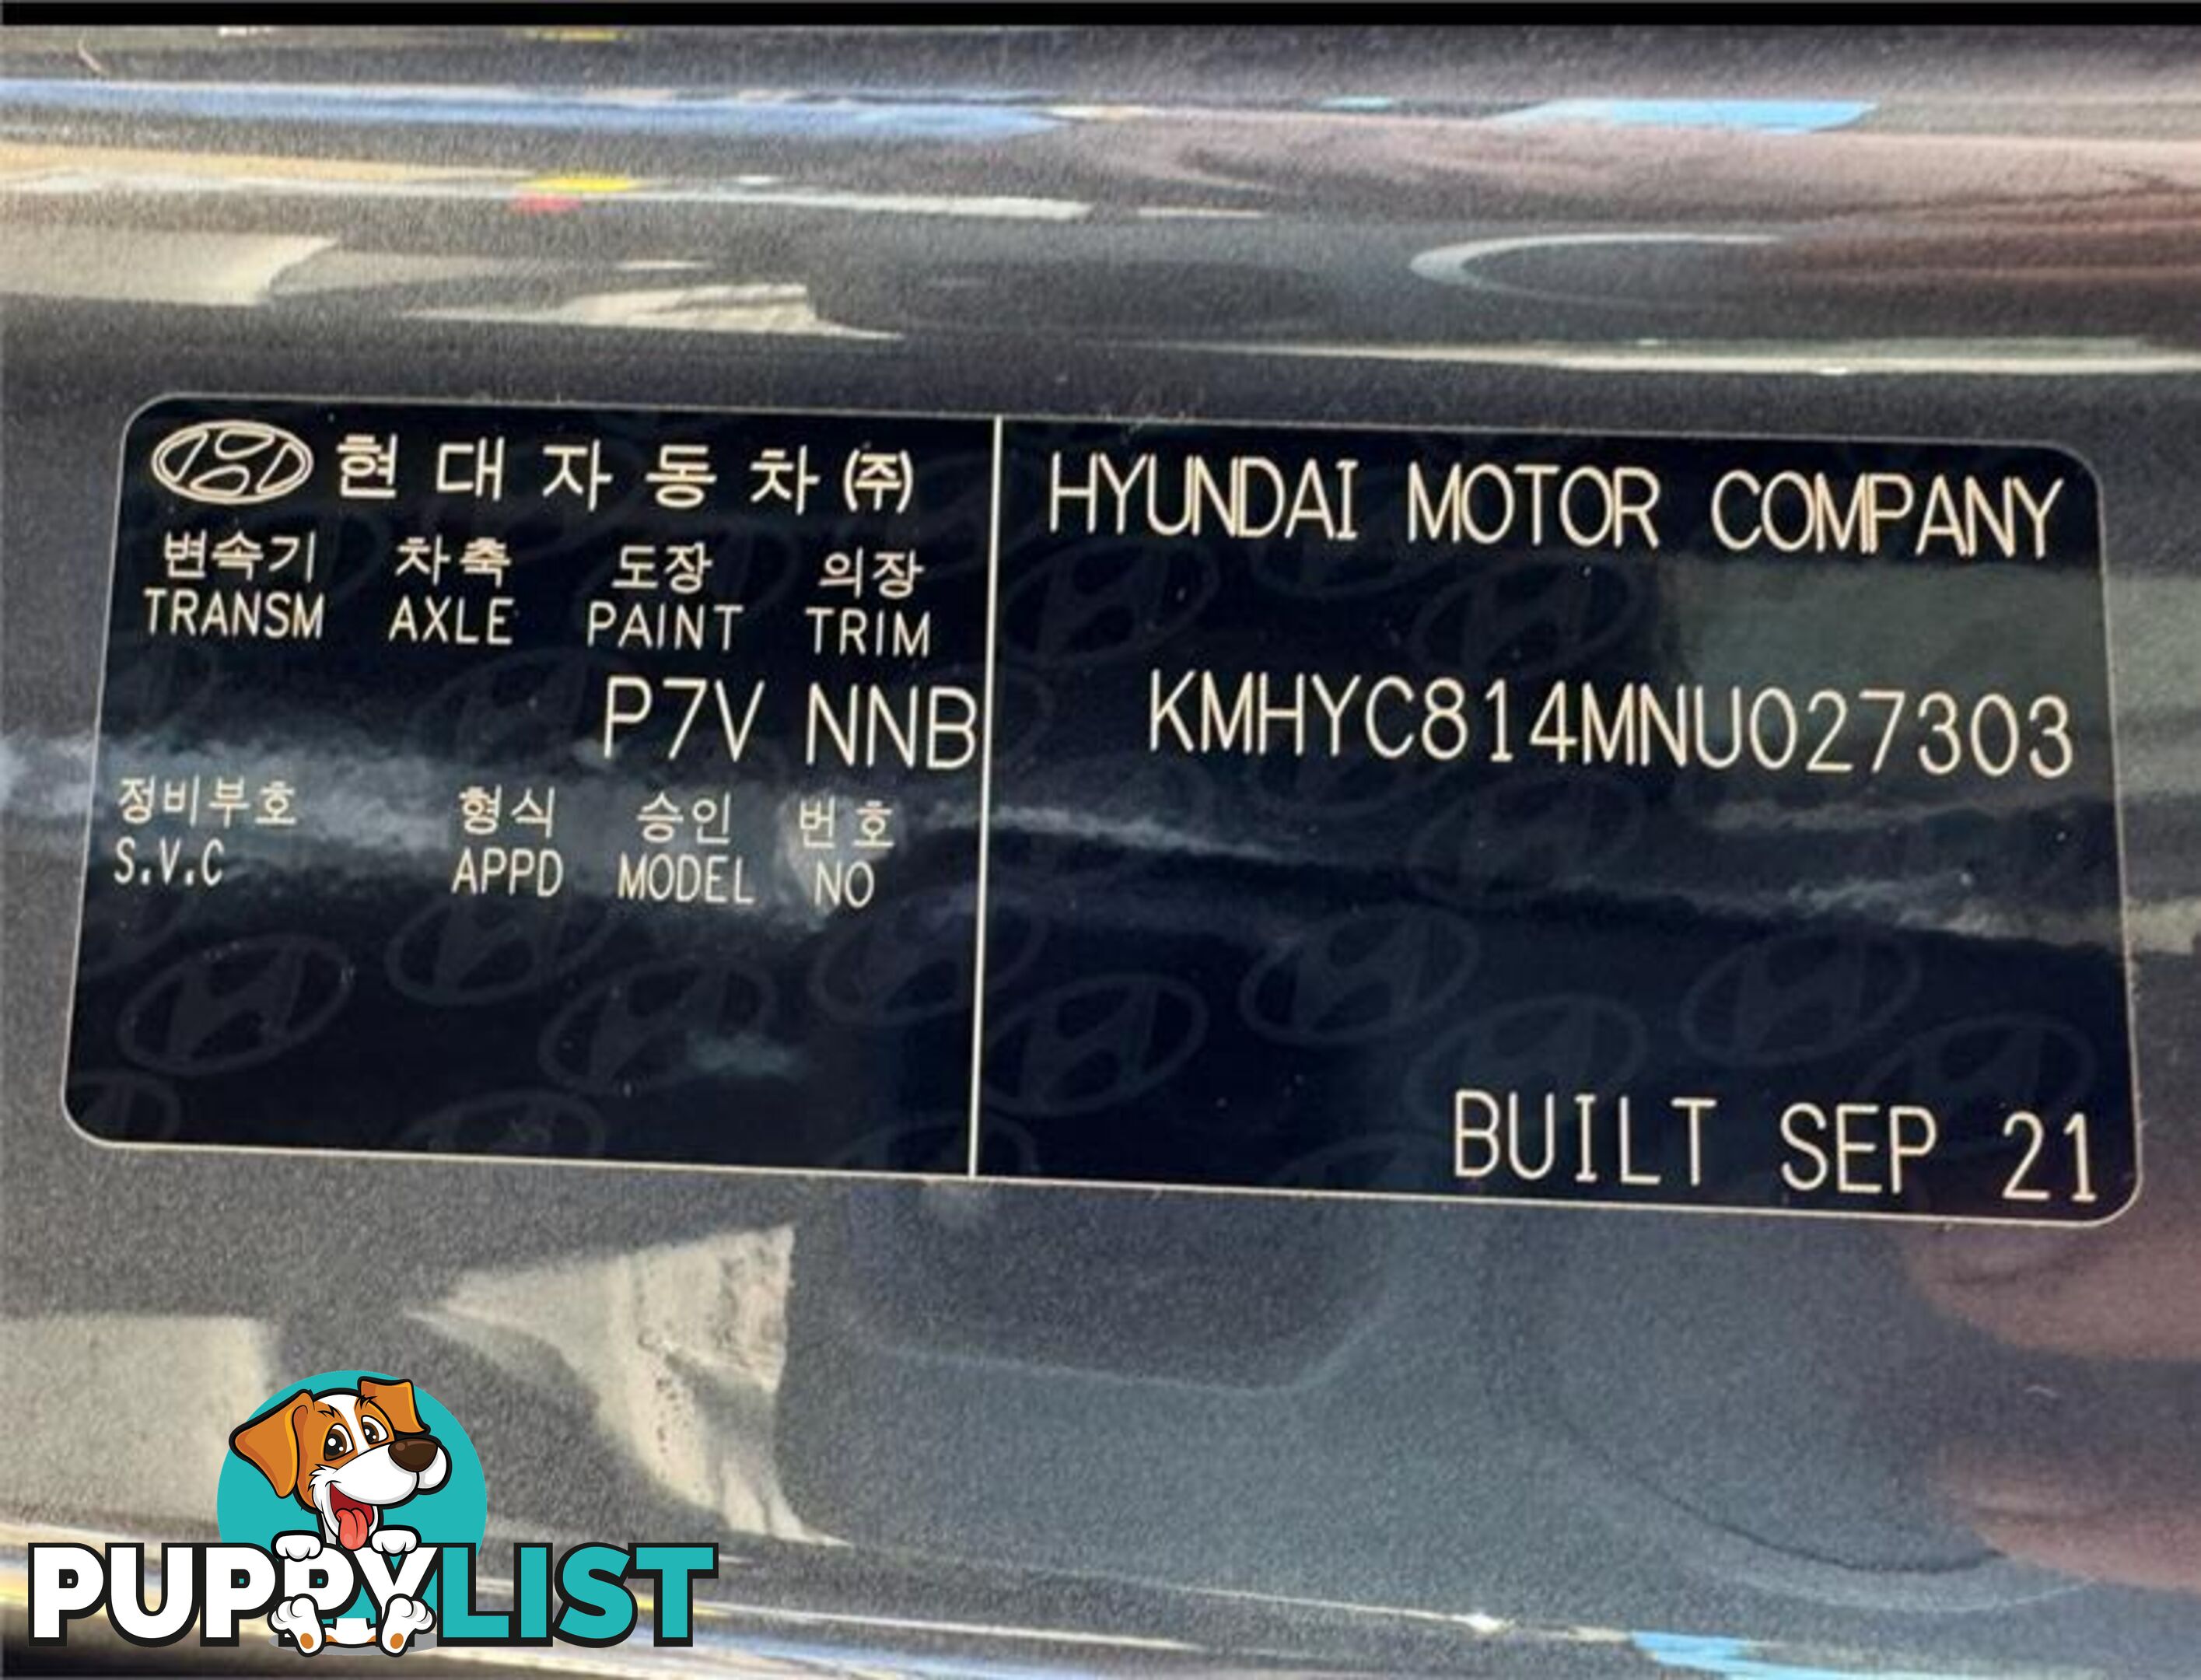 현대자동차㈜
변속기 차축 도장 의장
TRANSM AXLE PAINT TRIM
P7V NNB
정비부호 형식 승인 번호
S.V.C APPD MODEL NO
HYUNDAI MOTOR COMPANY
KMHYC814MNU027303
BUILT SEP 21
PUPPYLIST